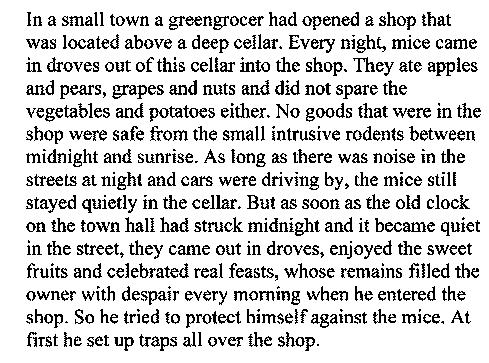 In a small town a greengrocer had opened a shop that
was located above a deep cellar. Every night, mice came
in droves out of this cellar into the shop. They ate apples
and pears, grapes and nuts and did not spare the
vegetables and potatoes either. No goods that were in the
shop were safe from the small intrusive rodents between
midnight and sunrise. As long as there was noise in the
streets at night and cars were driving by, the mice still
stayed quietly in the cellar. But as soon as the old clock
on the town hall had struck midnight and it became quiet
in the street, they came out in droves, enjoyed the sweet
fruits and celebrated real feasts, whose remains filled the
owner with despair every morning when he entered the
shop. So he tried to protect himself against the mice. At
first he set up traps all over the shop.